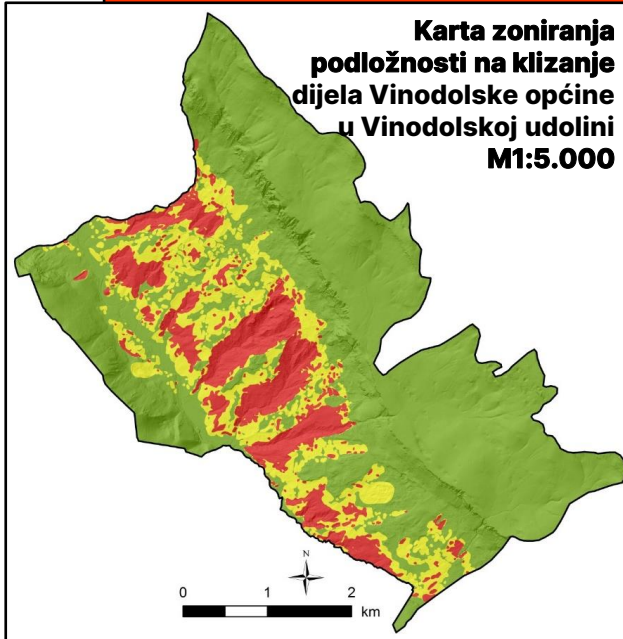 Karta zoniranja
podložnosti na klizanje
dijela Vinodolske općine
u Vinodolskoj udolini
M1:5.000
N
0 1 2
km